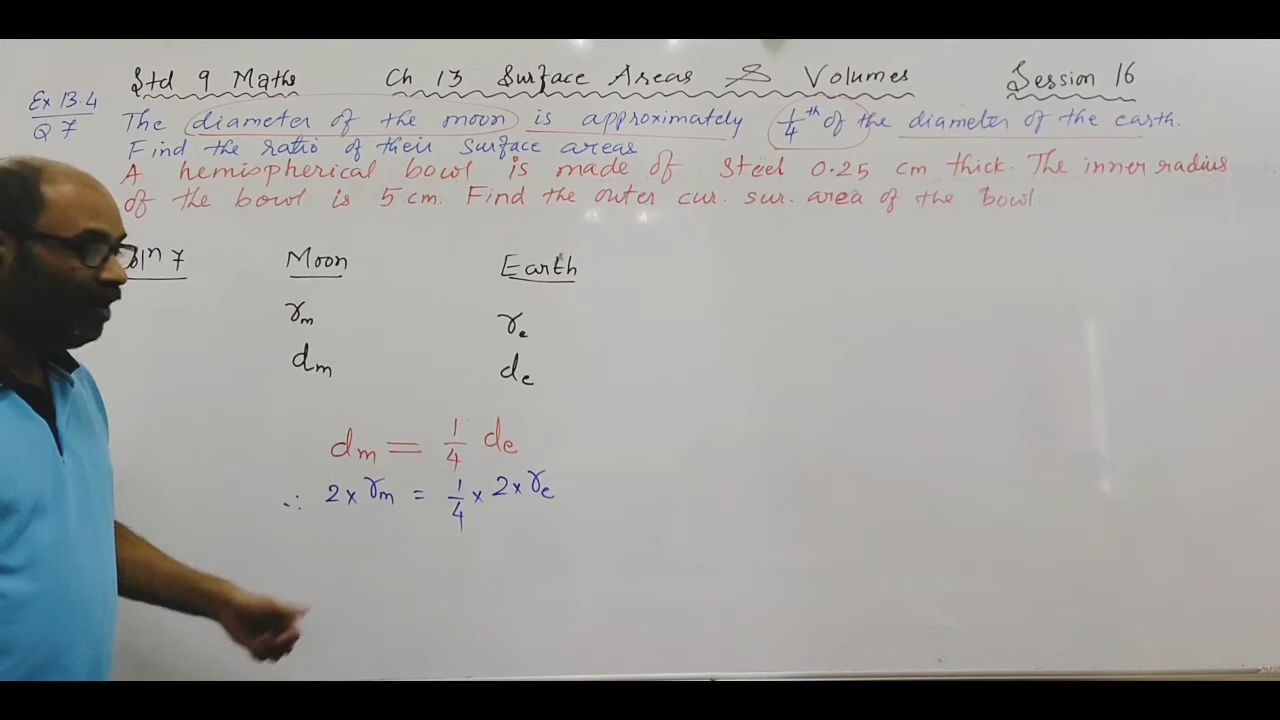 Std 9 Maths Ch 13 Surface Areas & Volumes Session 16
Ex 13.4
Q 7
The diameter of the moon is approximately 1/4 th of the diameter of the earth.
Find the ratio of their surface areas
A hemispherical bowl is made of steel 0.25 cm thick. The inner radius
of the bowl is 5 cm. Find the outer cur. sur. area of the bowl.
7 Moon Earth
rm re
dm de
dm = 1/4 de
∴ 2 × rm = 1/4 × 2 × re